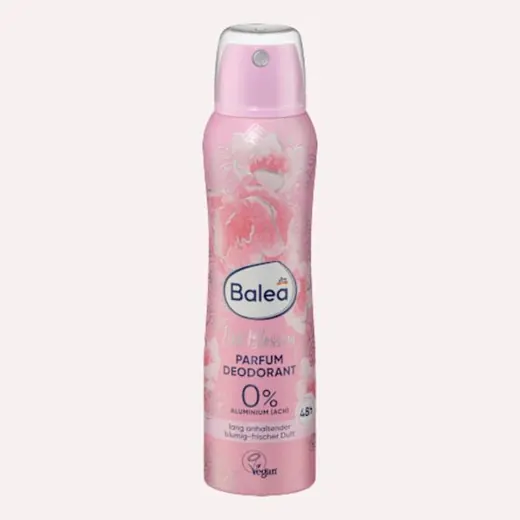 Balea
PARFUM
DEODORANT
0%
ALUMINIUM (ACH)
48h
lang anhaltender
blumig-frischer Duft
Vegan